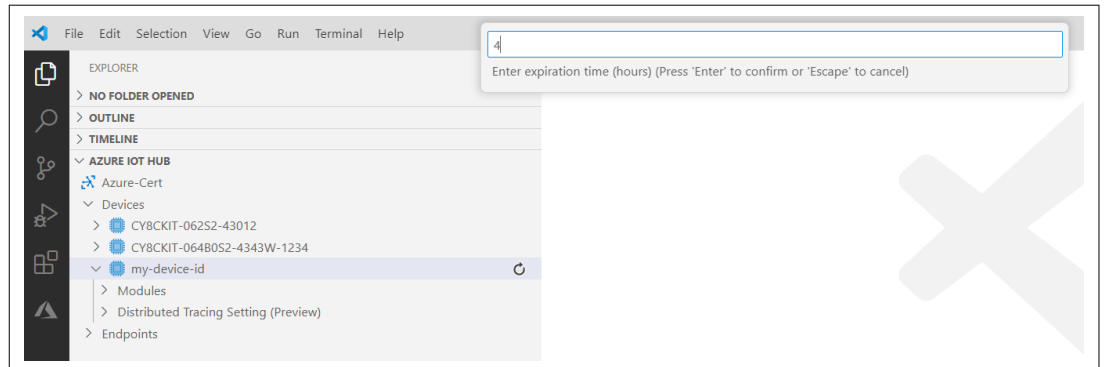 File Edit Selection View Go Run Terminal Help
4
Enter expiration time (hours) (Press 'Enter' to confirm or 'Escape' to cancel)
EXPLORER
NO FOLDER OPENED
OUTLINE
TIMELINE
AZURE IOT HUB
Azure-Cert
Devices
CY8CKIT-062S2-43012
CY8CKIT-064B0S2-4343W-1234
my-device-id
Modules
Distributed Tracing Setting (Preview)
Endpoints